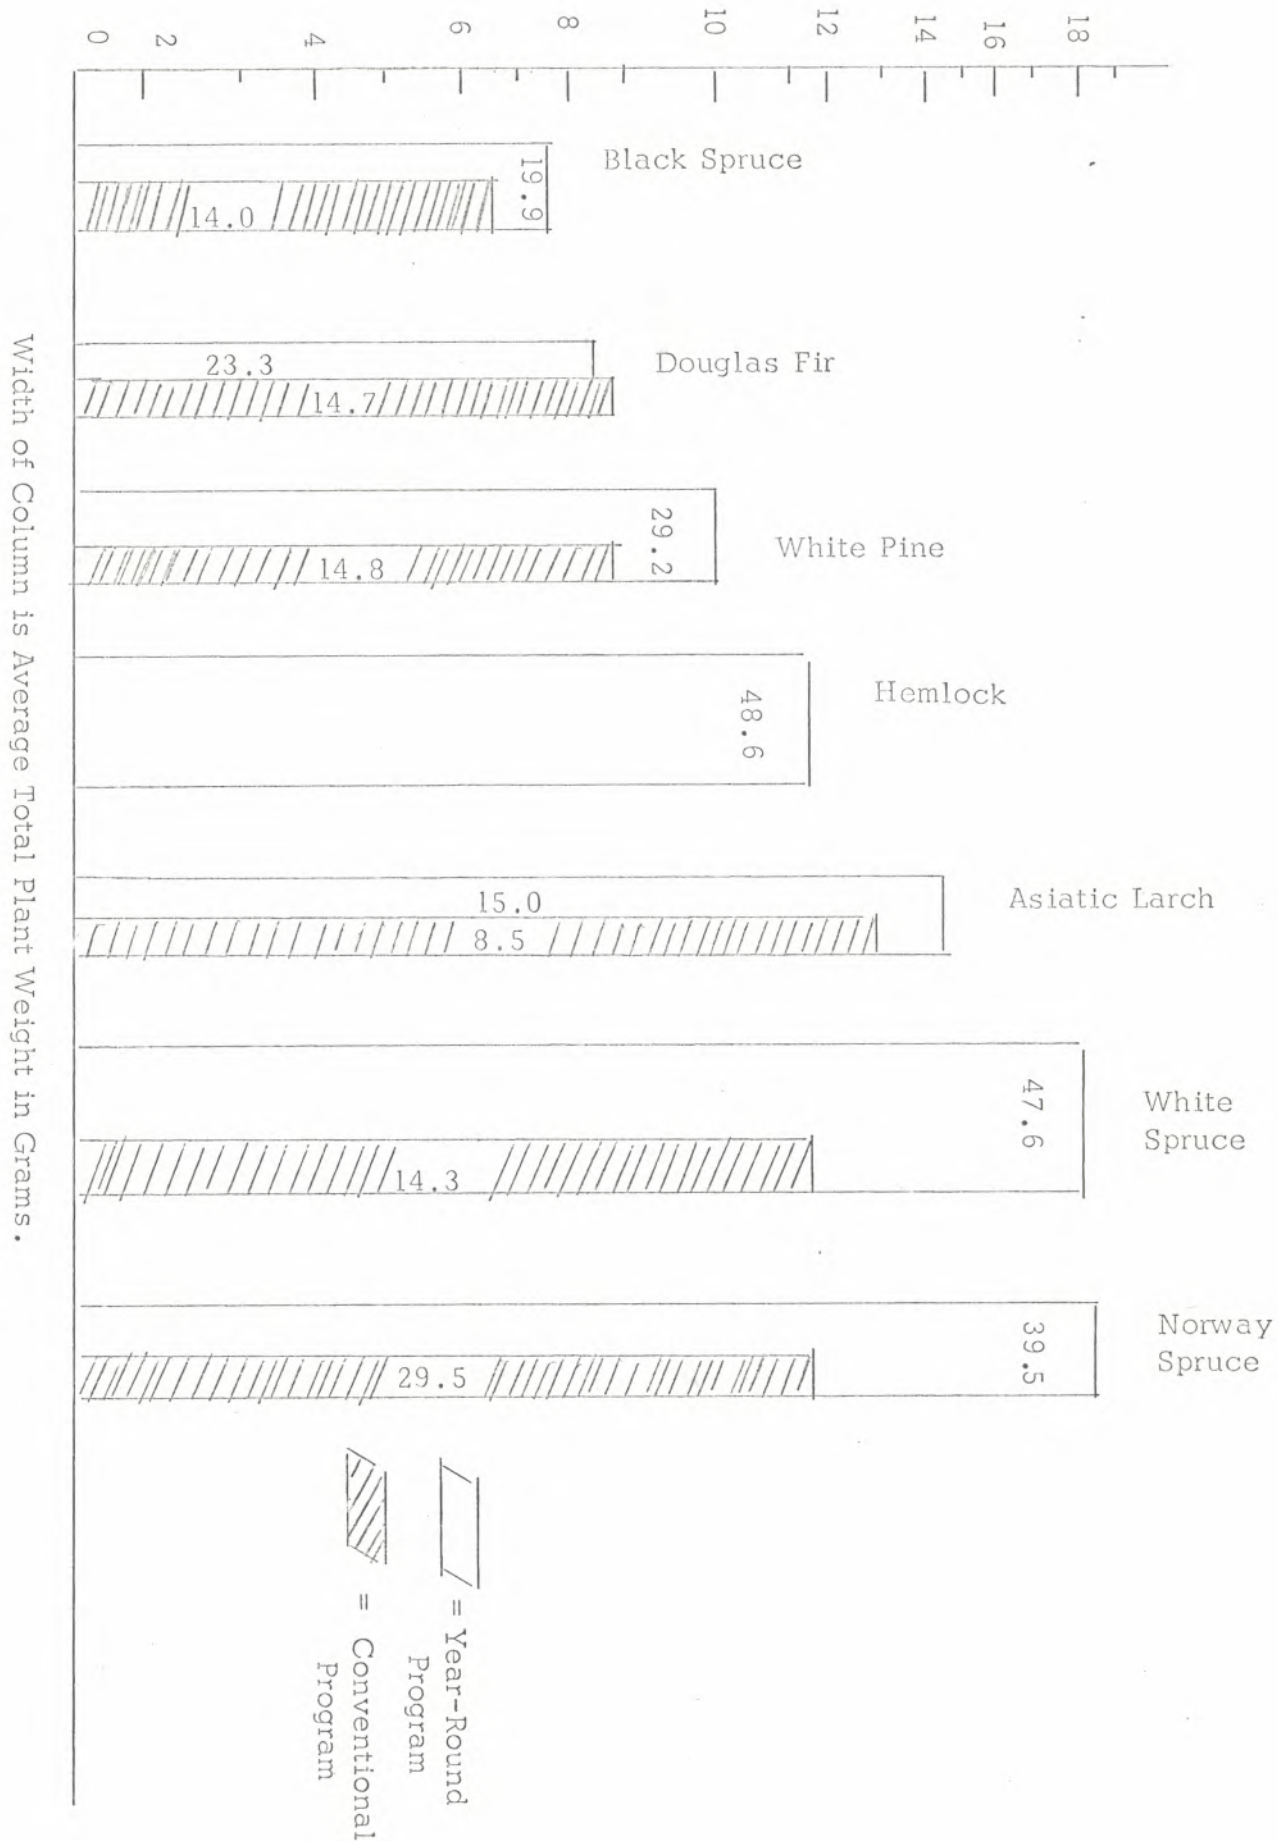 0 2 4 6 8 10 12 14 16 18
Black Spruce
19.9
14.0
Douglas Fir
23.3
14.7
White Pine
29.2
14.8
Hemlock
48.6
Asiatic Larch
15.0
8.5
White
Spruce
47.6
14.3
Norway
Spruce
39.5
29.5
= Year-Round
Program
= Conventional
Program
Width of Column is Average Total Plant Weight in Grams.